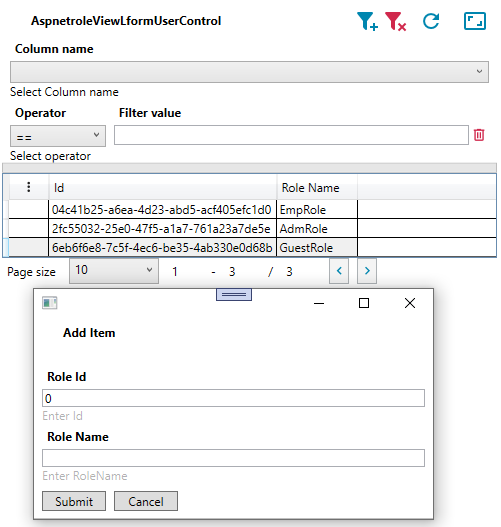 AspnetroleViewLformUserControl
Column name
Select Column name
Operator Filter value
==
Select operator
Id Role Name
04c41b25-a6ea-4d23-abd5-acf405efc1d0 EmpRole
2fc55032-25e0-47f5-a1a7-761a23a7de5e AdmRole
6eb6f6e8-7c5f-4ec6-be35-4ab330e0d68b GuestRole
Page size 10 1 - 3 / 3 < >
Add Item
Role Id
0
Enter Id
Role Name
Enter RoleName
Submit Cancel